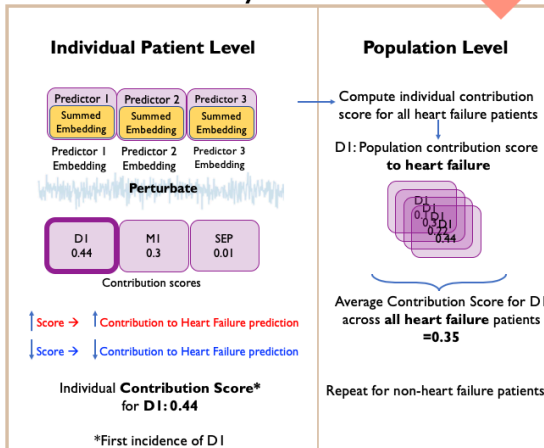 Individual Patient Level
Predictor 1 Predictor 2 Predictor 3
Summed Embedding Summed Embedding Summed Embedding
Predictor 1 Embedding Predictor 2 Embedding Predictor 3 Embedding
Perturbate
D1 0.44 M1 0.3 SEP 0.01
Contribution scores
Score → Contribution to Heart Failure prediction
Score → Contribution to Heart Failure prediction
Individual Contribution Score*
for D1: 0.44
*First incidence of D1
Population Level
Compute individual contribution
score for all heart failure patients
D1: Population contribution score
to heart failure
D1
D1
D1
0.22
D1
0.44
Average Contribution Score for D1
across all heart failure patients
=0.35
Repeat for non-heart failure patients